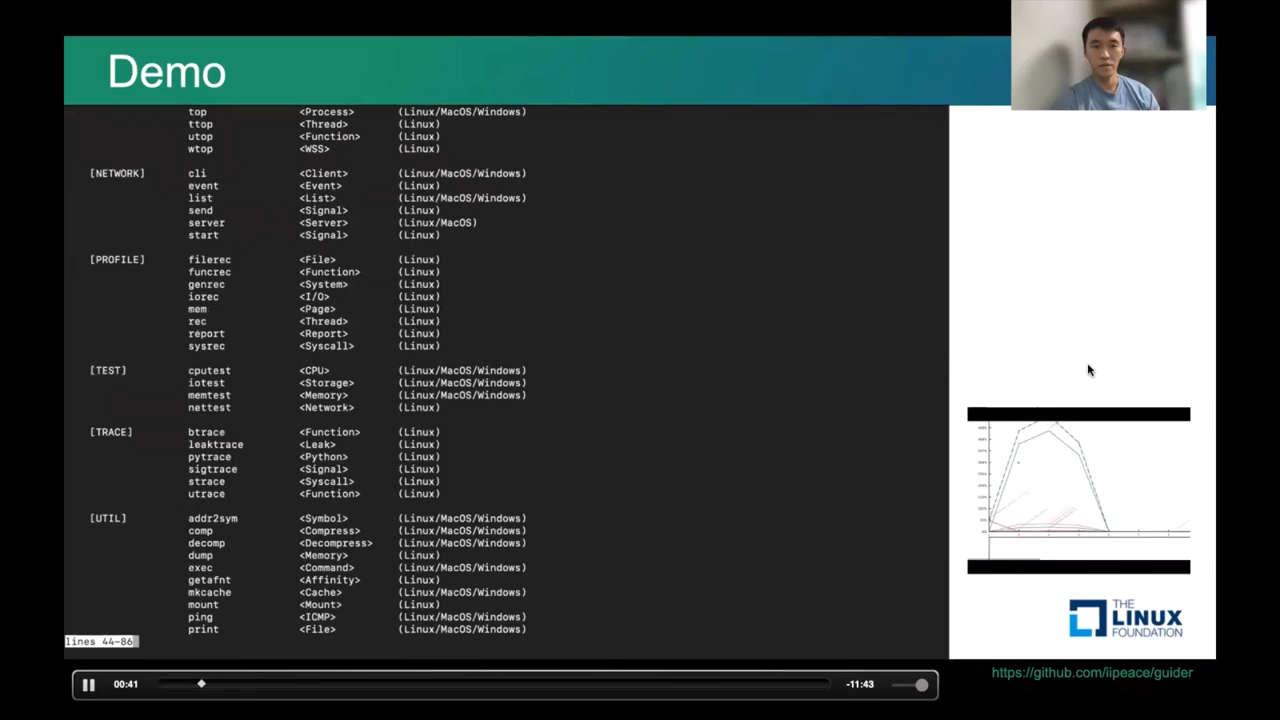 Demo
top <Process> (Linux/MacOS/Windows)
ttop <Thread> (Linux)
utop <Function> (Linux)
wtop <WSS> (Linux)
[NETWORK] cli <Client> (Linux/MacOS/Windows)
event <Event> (Linux)
list <List> (Linux/MacOS/Windows)
send <Signal> (Linux)
server <Server> (Linux/MacOS)
start <Signal> (Linux)
[PROFILE] filerec <File> (Linux)
funcrec <Function> (Linux)
genrec <System> (Linux)
iorec <I/O> (Linux)
mem <Page> (Linux)
rec <Thread> (Linux)
report <Report> (Linux)
sysrec <Syscall> (Linux)
[TEST] cputest <CPU> (Linux/MacOS/Windows)
iotest <Storage> (Linux/MacOS/Windows)
memtest <Memory> (Linux/MacOS/Windows)
nettest <Network> (Linux)
[TRACE] btrace <Function> (Linux)
leaktrace <Leak> (Linux)
pytrace <Python> (Linux)
sigtrace <Signal> (Linux)
strace <Syscall> (Linux)
utrace <Function> (Linux)
[UTIL] addr2sym <Symbol> (Linux/MacOS/Windows)
comp <Compress> (Linux/MacOS/Windows)
decomp <Decompress> (Linux/MacOS/Windows)
dump <Memory> (Linux)
exec <Command> (Linux/MacOS/Windows)
getafnt <Affinity> (Linux)
mkcache <Cache> (Linux/MacOS/Windows)
mount <Mount> (Linux)
ping <ICMP> (Linux/MacOS/Windows)
print <File> (Linux/MacOS/Windows)
lines 44-86
THE
LINUX
FOUNDATION
https://github.com/iipeace/guider
00:41
-11:43